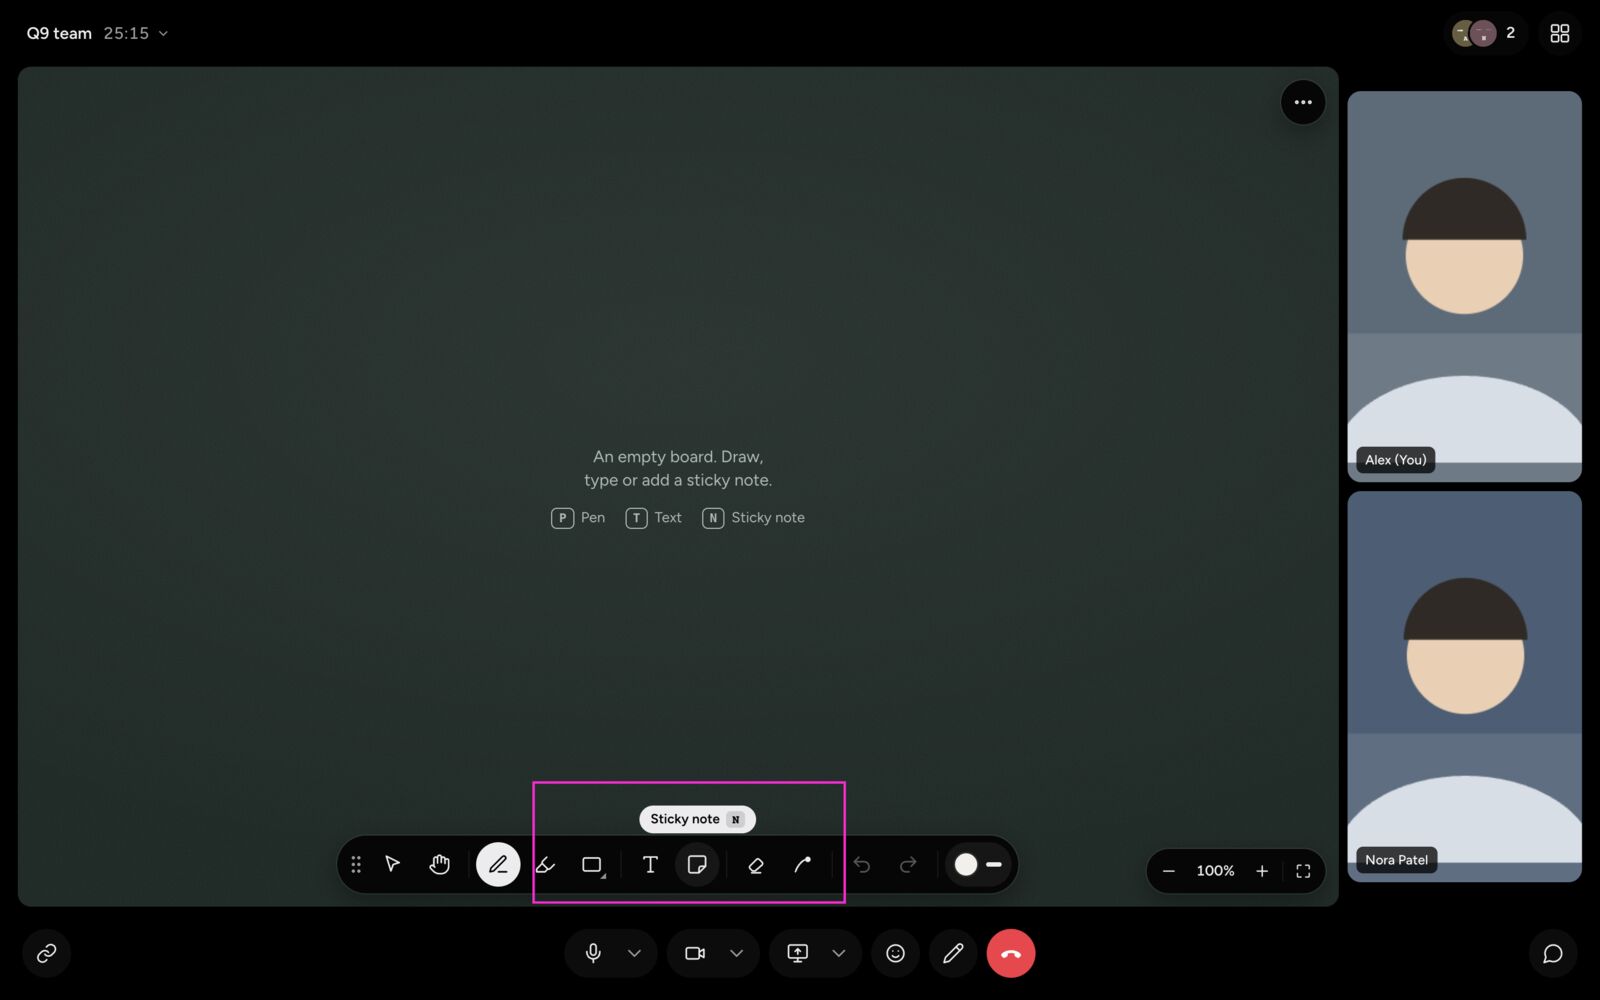 Q9 team 25:15
2
An empty board. Draw,
type or add a sticky note.
P Pen T Text N Sticky note
Alex (You)
Sticky note N
T
100%
Nora Patel